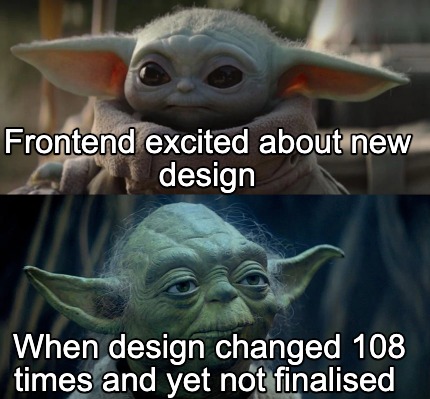 Frontend excited about new
design
When design changed 108
times and yet not finalised